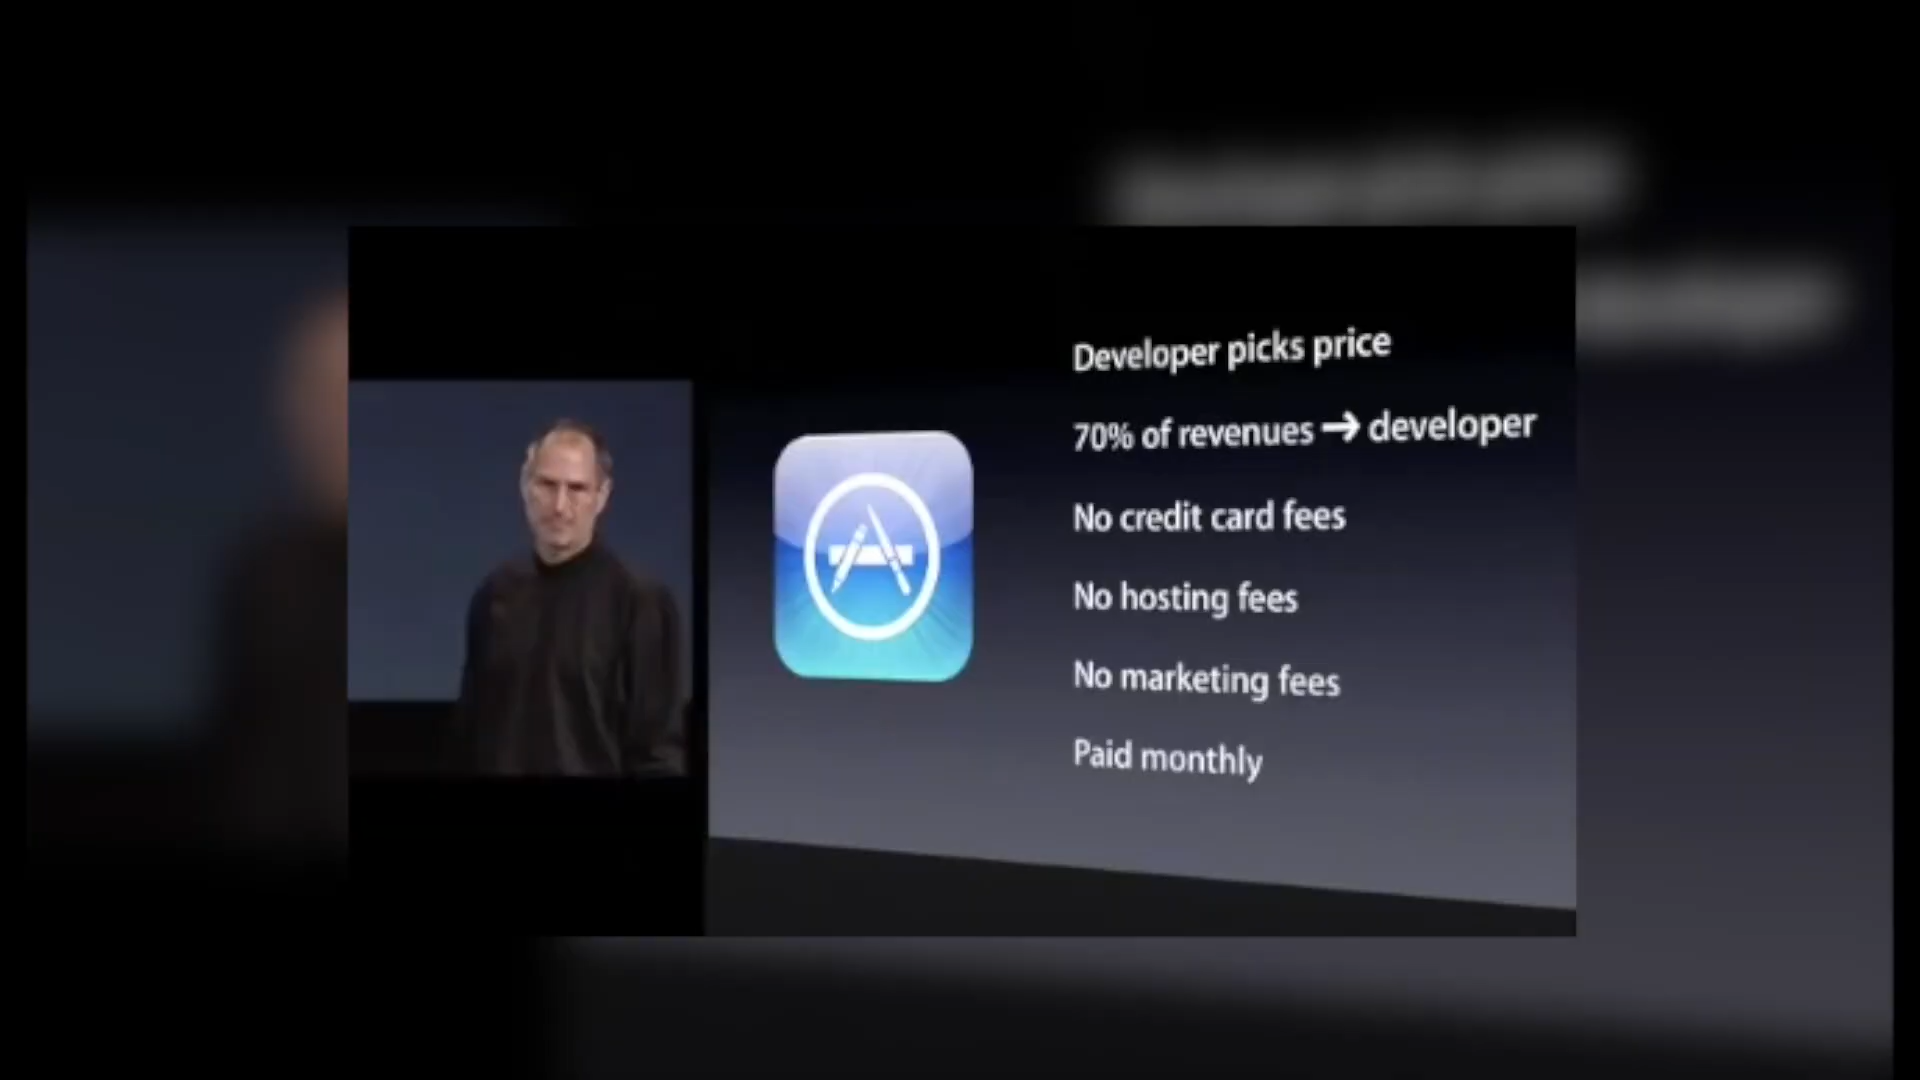 Developer picks price
70% of revenues → developer
No credit card fees
No hosting fees
No marketing fees
Paid monthly